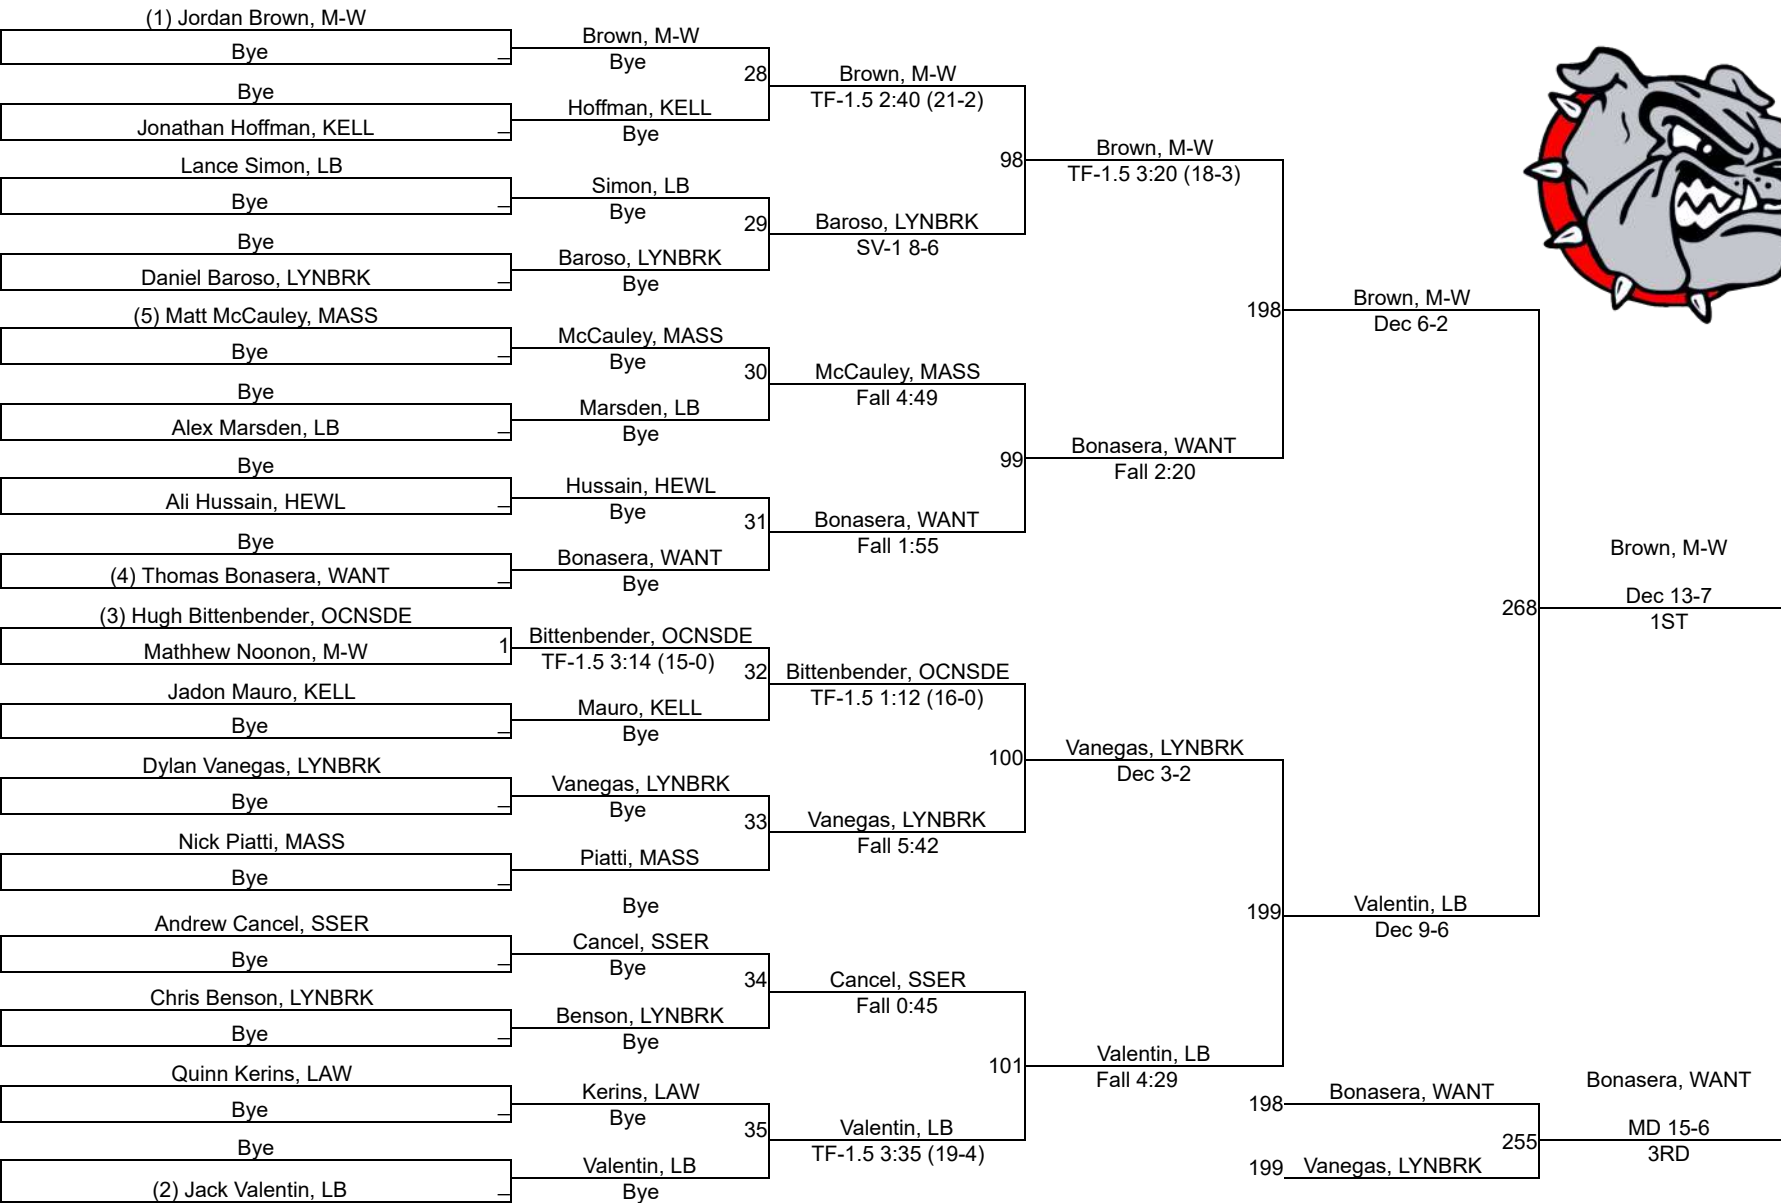 (1) Jordan Brown, M-W
Bye
Bye
Jonathan Hoffman, KELL
Lance Simon, LB
Bye
Bye
Daniel Baroso, LYNBRK
(5) Matt McCauley, MASS
Bye
Bye
Alex Marsden, LB
Bye
Ali Hussain, HEWL
Bye
(4) Thomas Bonasera, WANT
(3) Hugh Bittenbender, OCNSDE
Mathhew Noonon, M-W
1
Jadon Mauro, KELL
Bye
Dylan Vanegas, LYNBRK
Bye
Nick Piatti, MASS
Bye
Andrew Cancel, SSER
Bye
Chris Benson, LYNBRK
Bye
Quinn Kerins, LAW
Bye
Bye
(2) Jack Valentin, LB
Brown, M-W
Bye
28
Hoffman, KELL
Bye
Simon, LB
Bye
29
Baroso, LYNBRK
Bye
McCauley, MASS
Bye
30
Marsden, LB
Bye
Hussain, HEWL
Bye
31
Bonasera, WANT
Bye
Bittenbender, OCNSDE
TF-1.5 3:14 (15-0)
32
Mauro, KELL
Bye
Vanegas, LYNBRK
Bye
33
Piatti, MASS
Bye
Cancel, SSER
Bye
34
Benson, LYNBRK
Bye
Kerins, LAW
Bye
35
Valentin, LB
Bye
Brown, M-W
TF-1.5 2:40 (21-2)
98
Baroso, LYNBRK
SV-1 8-6
McCauley, MASS
Fall 4:49
99
Bonasera, WANT
Fall 1:55
Bittenbender, OCNSDE
TF-1.5 1:12 (16-0)
100
Vanegas, LYNBRK
Fall 5:42
Cancel, SSER
Fall 0:45
101
Valentin, LB
TF-1.5 3:35 (19-4)
Brown, M-W
TF-1.5 3:20 (18-3)
198
Bonasera, WANT
Fall 2:20
Vanegas, LYNBRK
Dec 3-2
199
Valentin, LB
Fall 4:29
Brown, M-W
Dec 6-2
268
Valentin, LB
Dec 9-6
Brown, M-W
Dec 13-7
1ST
198
Bonasera, WANT
255
199
Vanegas, LYNBRK
Bonasera, WANT
MD 15-6
3RD